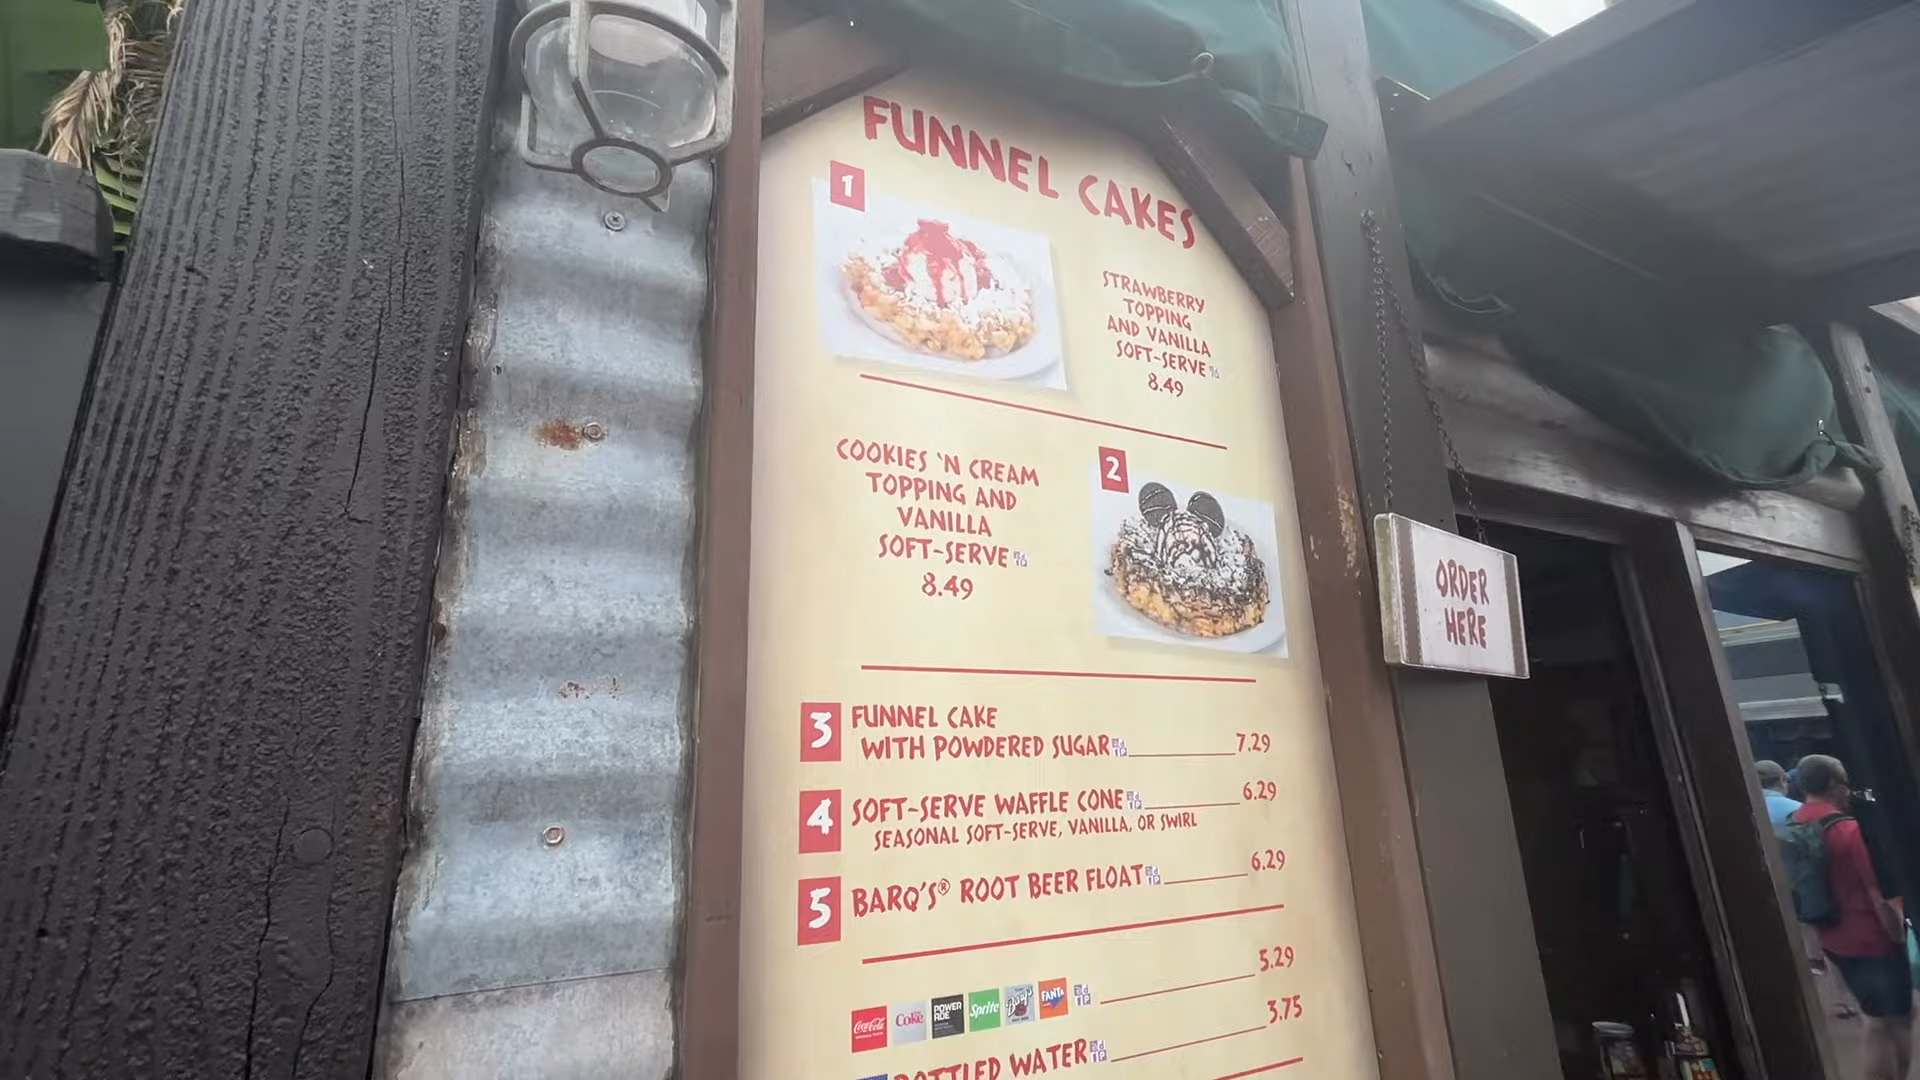 FUNNEL CAKES
1
STRAWBERRY
TOPPING
AND VANILLA
SOFT-SERVE
8.49
COOKIES 'N CREAM
TOPPING AND
VANILLA
SOFT-SERVE
8.49
2
ORDER
HERE
3 FUNNEL CAKE
WITH POWDERED SUGAR 7.29
4 SOFT-SERVE WAFFLE CONE 6.29
SEASONAL SOFT-SERVE, VANILLA, OR SWIRL
5 BARQ'S® ROOT BEER FLOAT 6.29
Coca-Cola Coke POWERADE Sprite Barq's FANTA 5.29
BOTTLED WATER 3.75